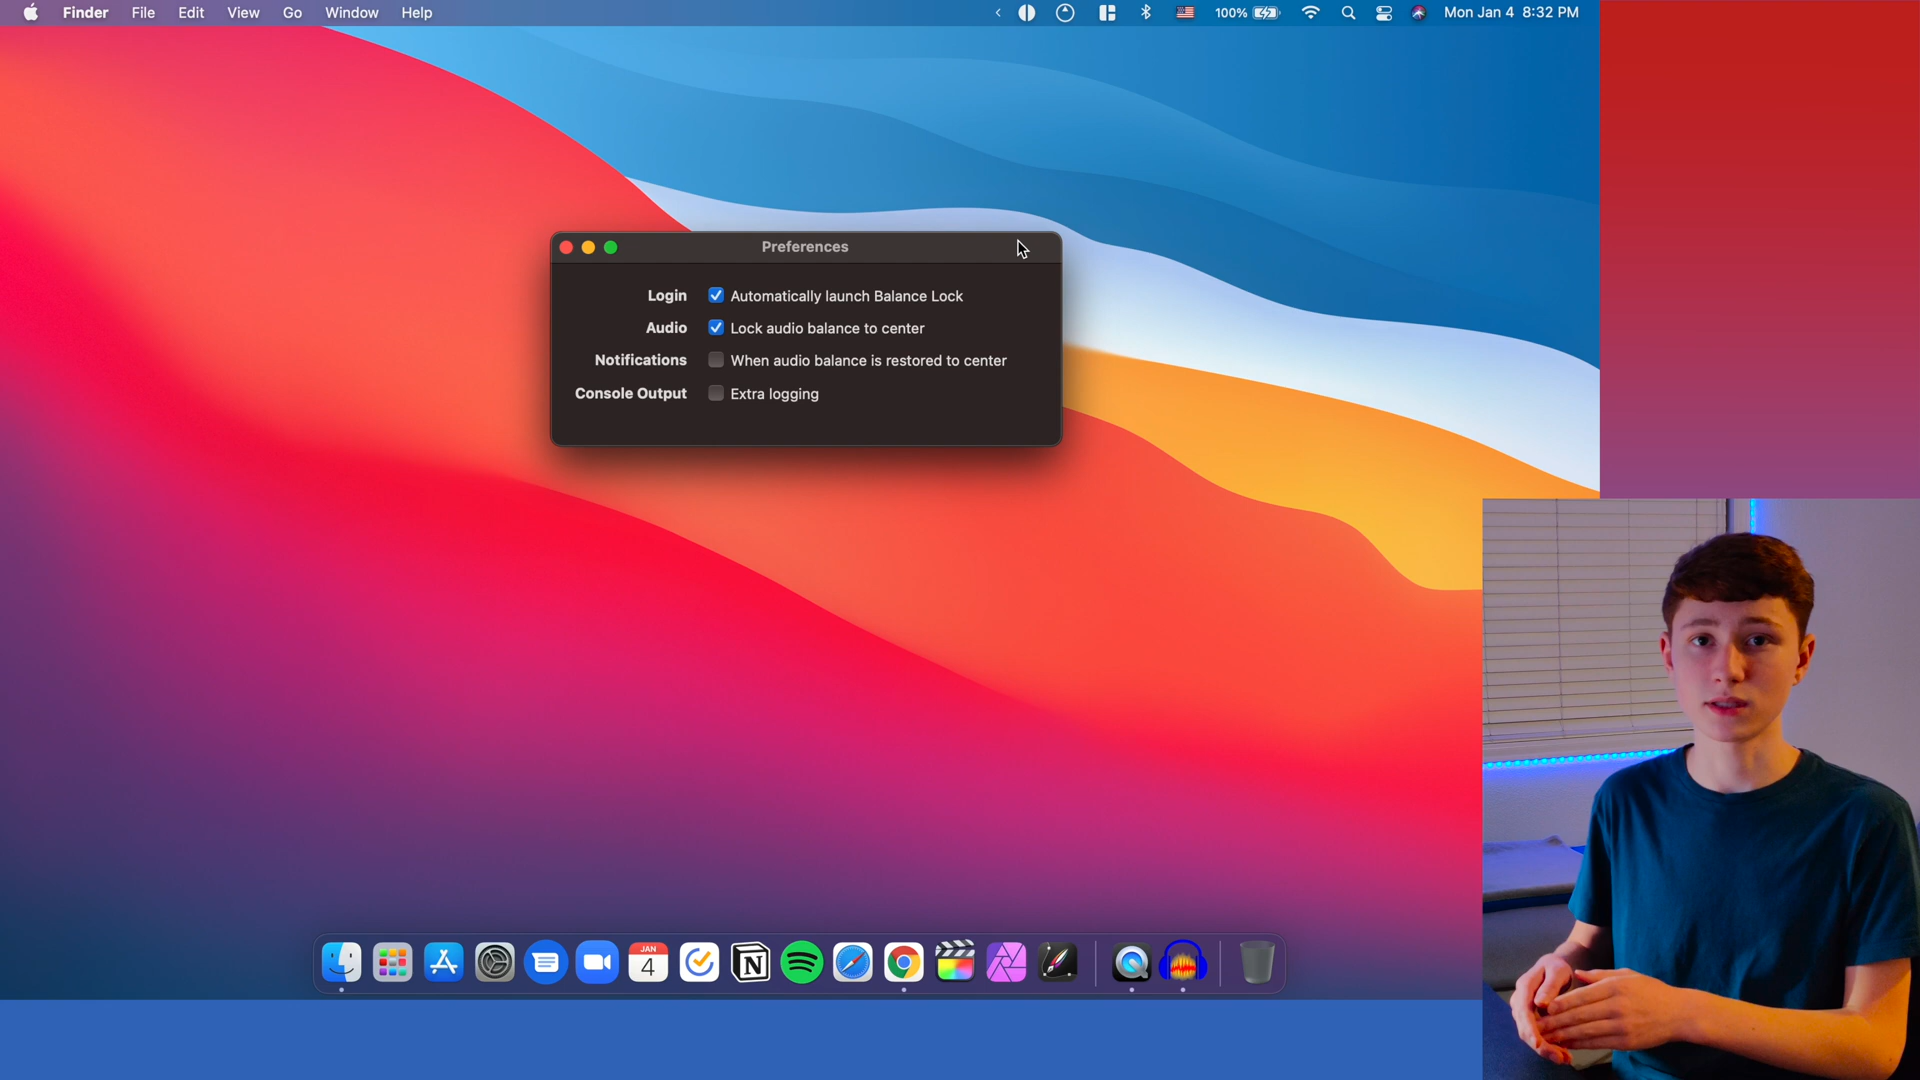 Finder File Edit View Go Window Help 100% Mon Jan 4 8:32 PM
Preferences
Login Automatically launch Balance Lock
Audio Lock audio balance to center
Notifications When audio balance is restored to center
Console Output Extra logging
JAN
4
N